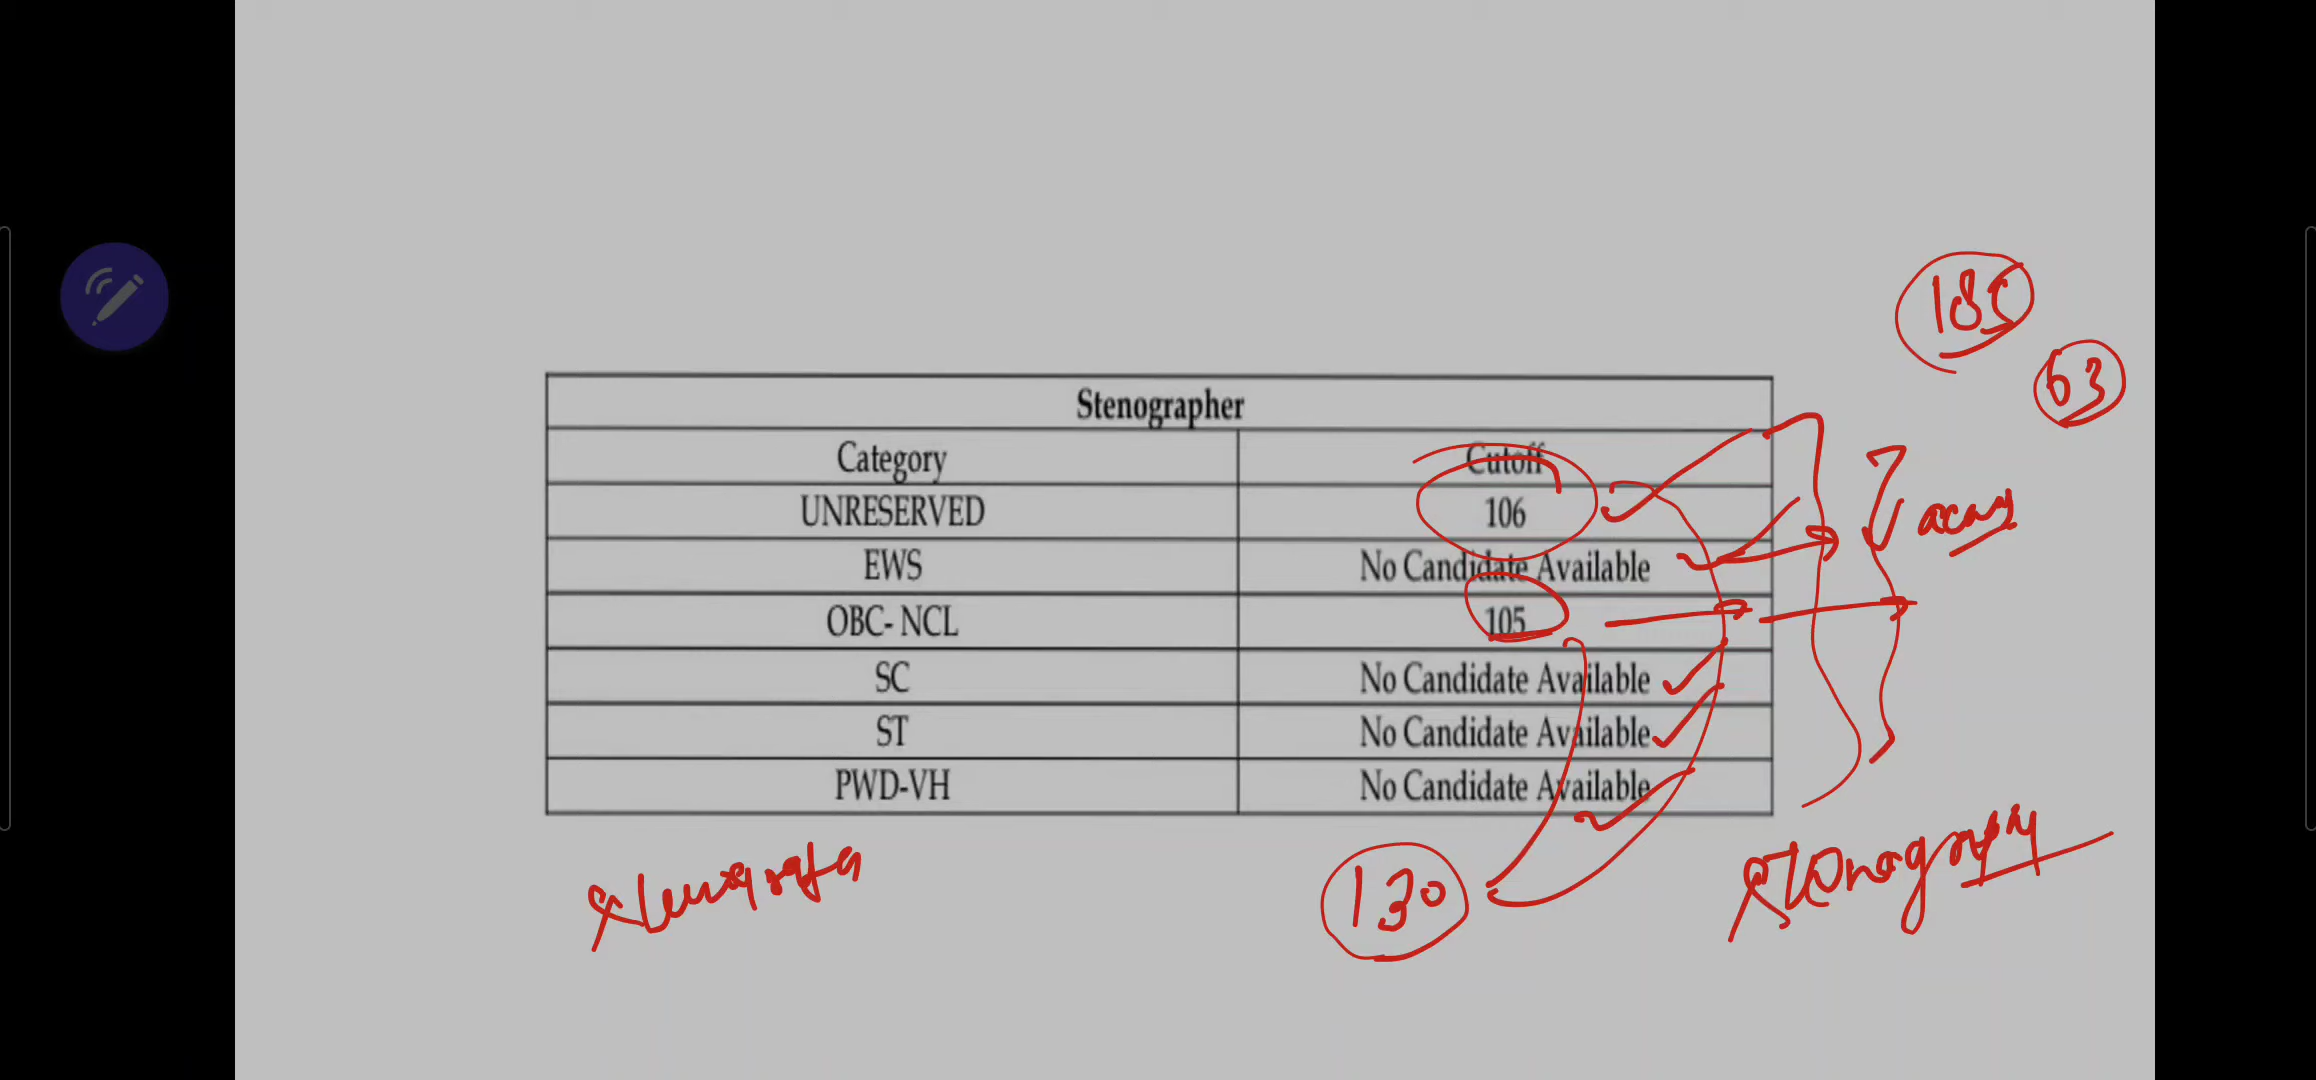 185
63
Stenographer
Category Cutoff
UNRESERVED 106
EWS No Candidate Available
OBC- NCL 105
SC No Candidate Available
ST No Candidate Available
PWD-VH No Candidate Available
130